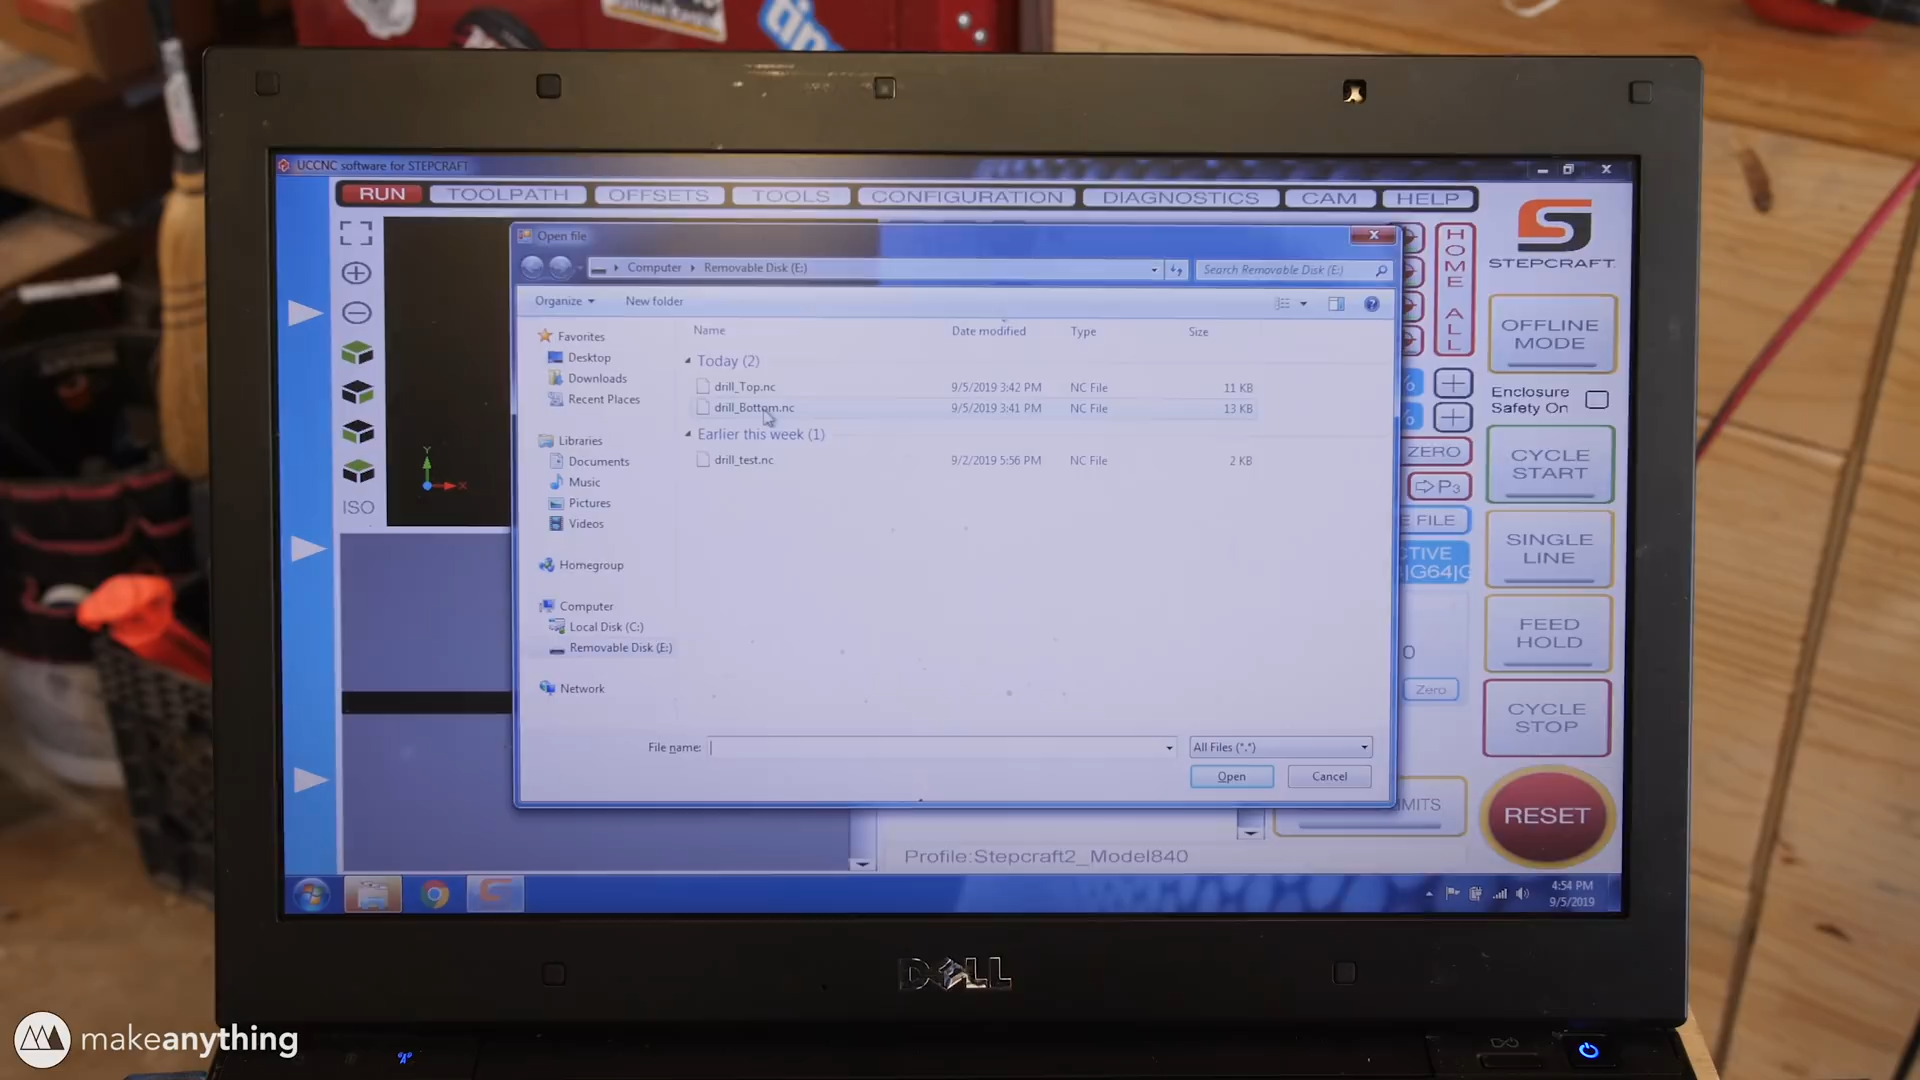 UCCNC software for STEPCRAFT
RUN
TOOLPATH
OFFSETS
TOOLS
CONFIGURATION
DIAGNOSTICS
CAM
HELP
Open file
Computer
Removable Disk (E:)
Search Removable Disk (E:)
Organize
New folder
Name
Date modified
Type
Size
Favorites
Desktop
Downloads
Recent Places
Libraries
Documents
Music
Pictures
Videos
Homegroup
Computer
Local Disk (C:)
Removable Disk (E:)
Network
Today (2)
drill_Top.nc 9/5/2019 3:42 PM NC File 11 KB
drill_Bottom.nc 9/5/2019 3:41 PM NC File 13 KB
Earlier this week (1)
drill_test.nc 9/2/2019 5:56 PM NC File 2 KB
File name:
All Files (*.*)
Open
Cancel
Y
X
ISO
HOME ALL
ZERO
P3
E FILE
CTIVE
|G64|G
0
Zero
IMITS
STEPCRAFT
OFFLINE
MODE
Enclosure
Safety On
CYCLE
START
SINGLE
LINE
FEED
HOLD
CYCLE
STOP
RESET
Profile:Stepcraft2_Model840
4:54 PM
9/5/2019
DELL
makeanything